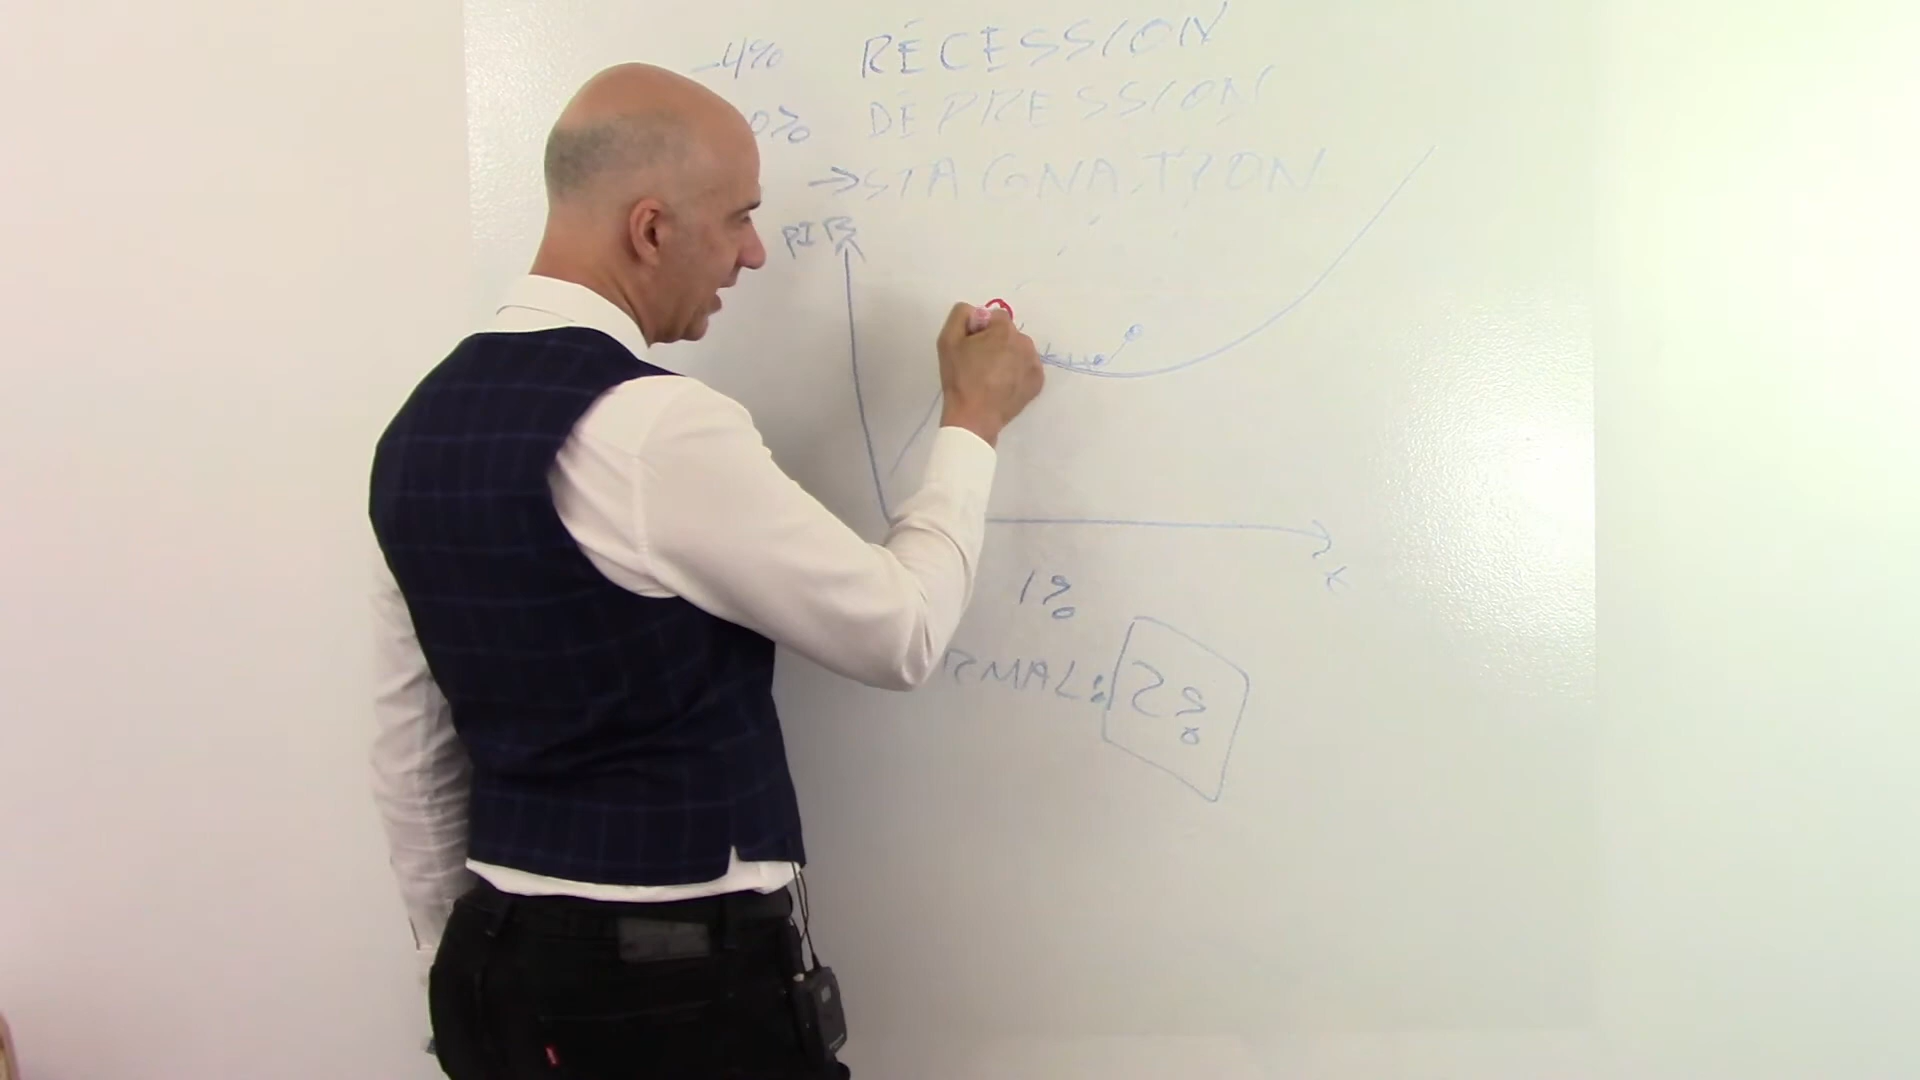 -4% RÉCESSION
0% DÉPRESSION
→ STAGNATION
PIB
1%
RMAL: 2%